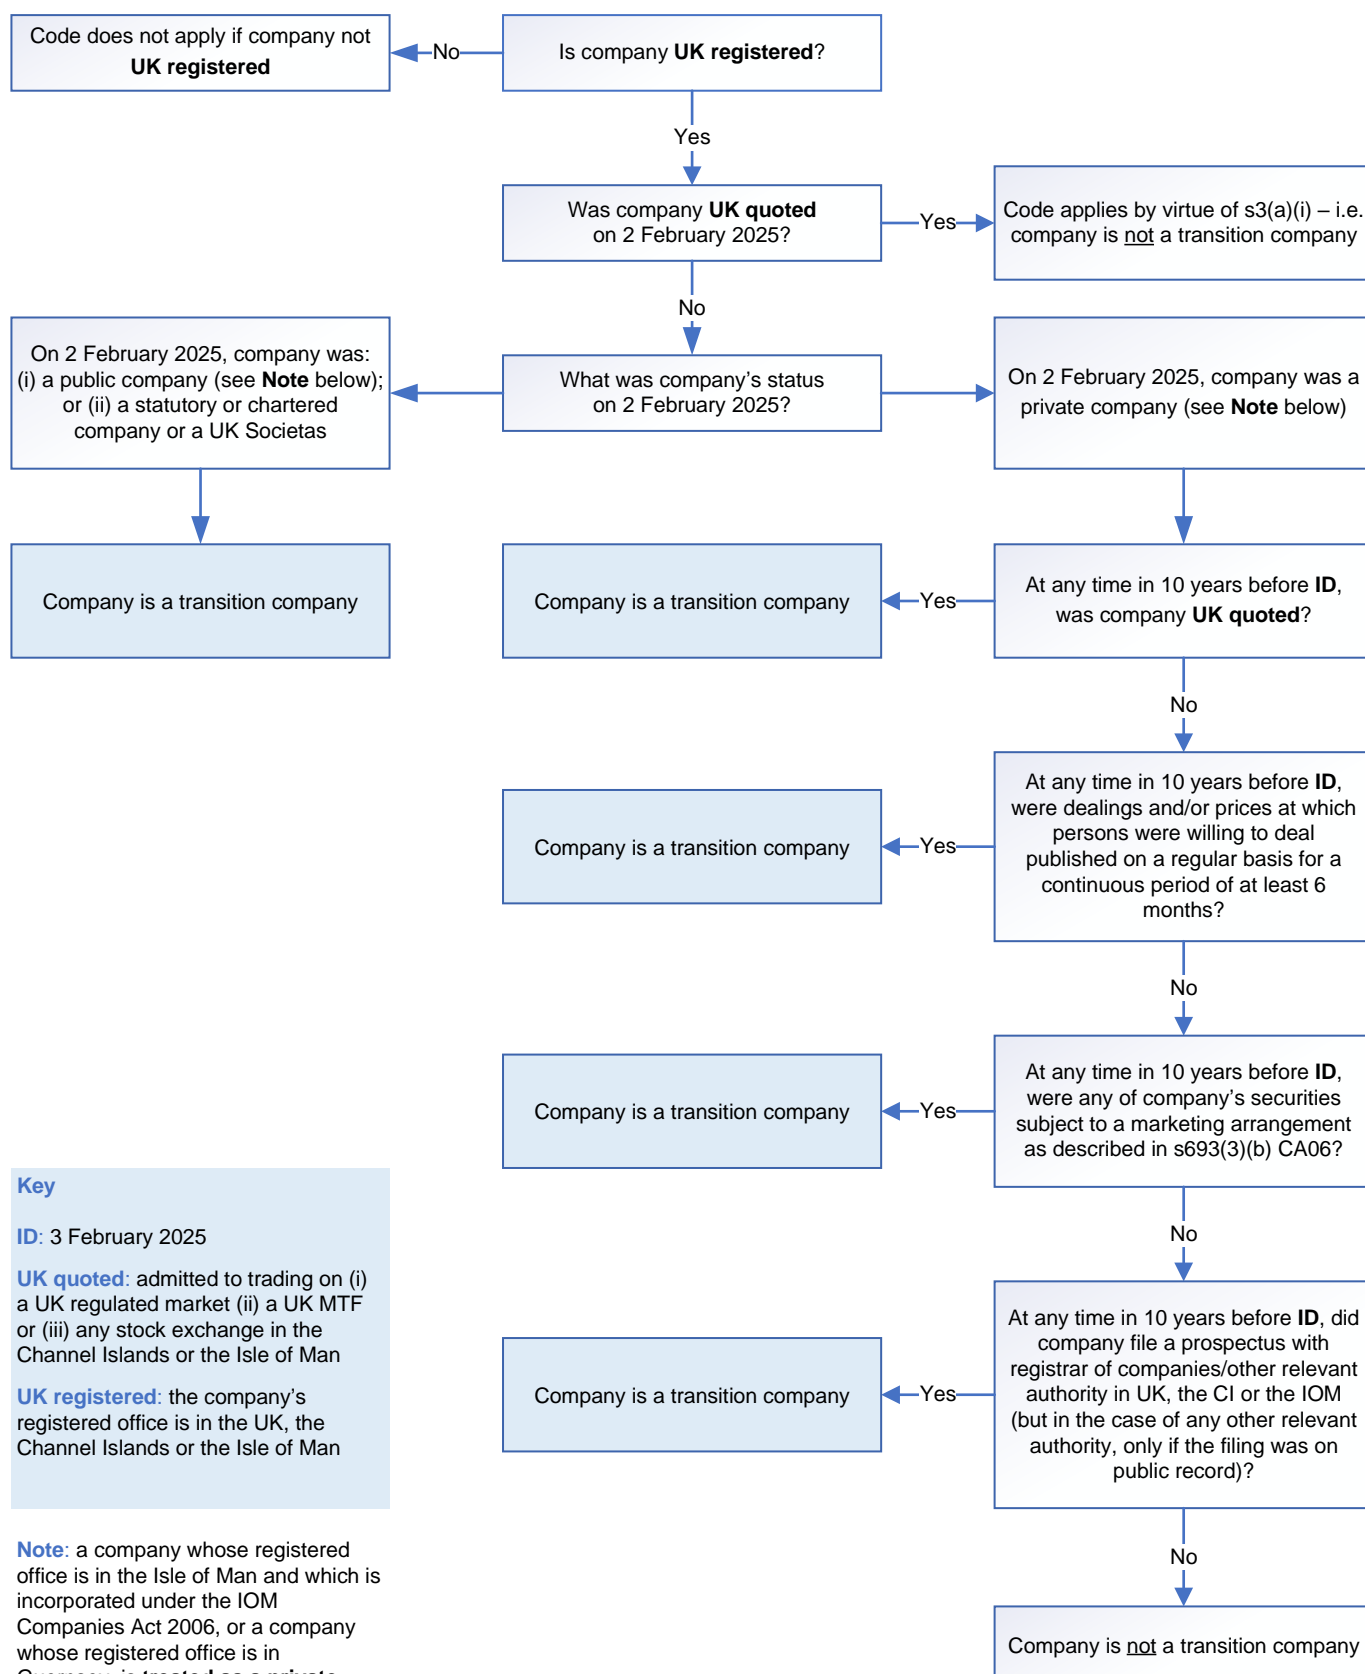 Code does not apply if company not
UK registered
No
Is company UK registered?
Yes
Was company UK quoted
on 2 February 2025?
Yes
Code applies by virtue of s3(a)(i) – i.e.
company is not a transition company
No
On 2 February 2025, company was:
(i) a public company (see Note below);
or (ii) a statutory or chartered
company or a UK Societas
What was company's status
on 2 February 2025?
On 2 February 2025, company was a
private company (see Note below)
Company is a transition company
Company is a transition company
Yes
At any time in 10 years before ID,
was company UK quoted?
No
Company is a transition company
Yes
At any time in 10 years before ID,
were dealings and/or prices at which
persons were willing to deal
published on a regular basis for a
continuous period of at least 6
months?
No
Company is a transition company
Yes
At any time in 10 years before ID,
were any of company's securities
subject to a marketing arrangement
as described in s693(3)(b) CA06?
No
Company is a transition company
Yes
At any time in 10 years before ID, did
company file a prospectus with
registrar of companies/other relevant
authority in UK, the CI or the IOM
(but in the case of any other relevant
authority, only if the filing was on
public record)?
No
Company is not a transition company
Key
ID: 3 February 2025
UK quoted: admitted to trading on (i)
a UK regulated market (ii) a UK MTF
or (iii) any stock exchange in the
Channel Islands or the Isle of Man
UK registered: the company's
registered office is in the UK, the
Channel Islands or the Isle of Man
Note: a company whose registered
office is in the Isle of Man and which is
incorporated under the IOM
Companies Act 2006, or a company
whose registered office is in
Guernsey, is treated as a private